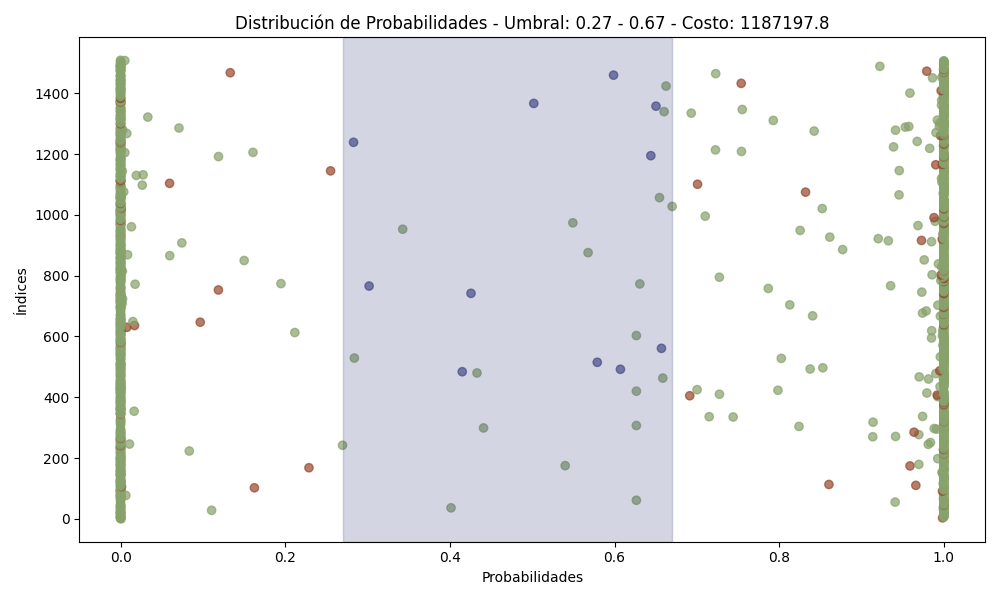 Distribución de Probabilidades - Umbral: 0.27 - 0.67 - Costo: 1187197.8
1400
1200
1000
800
600
400
200
0
Índices
0.0 0.2 0.4 0.6 0.8 1.0
Probabilidades